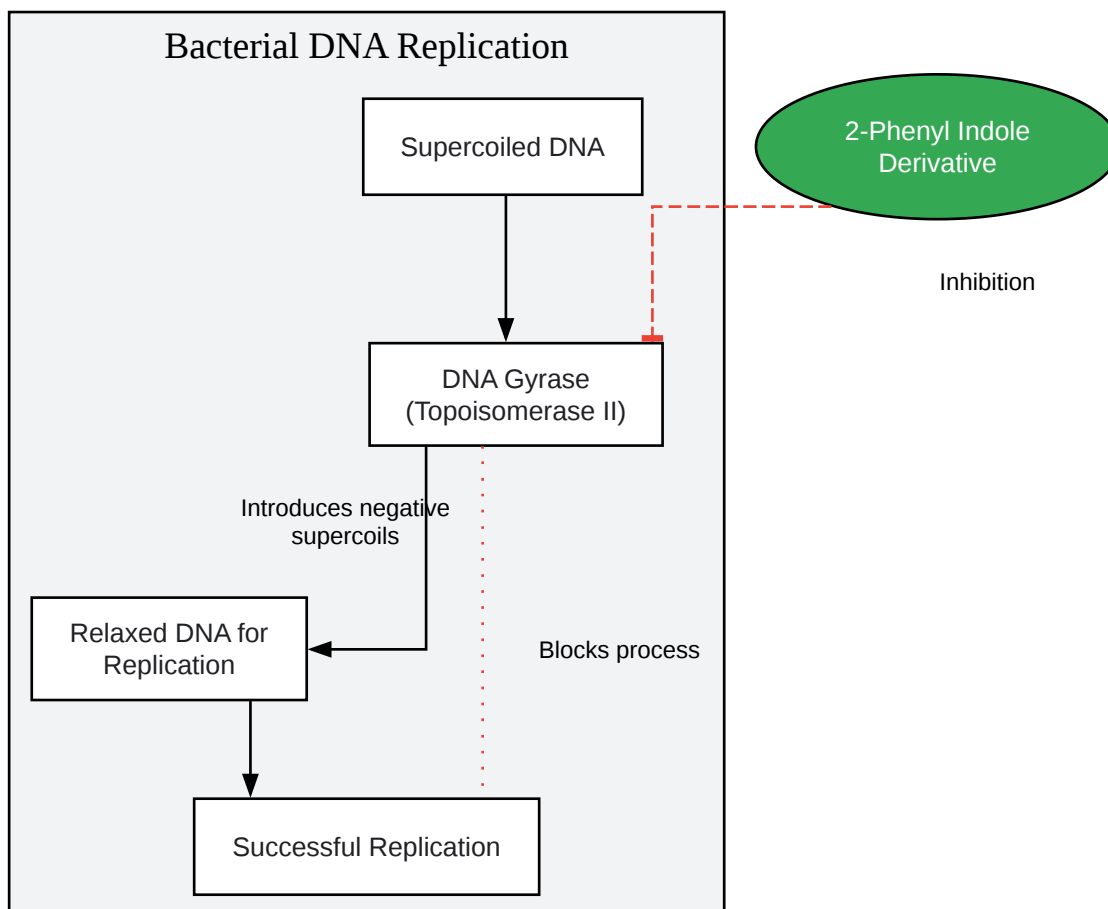 Bacterial DNA Replication
Supercoiled DNA
2-Phenyl Indole
Derivative
Inhibition
DNA Gyrase
(Topoisomerase II)
Introduces negative
supercoils
Relaxed DNA for
Replication
Blocks process
Successful Replication